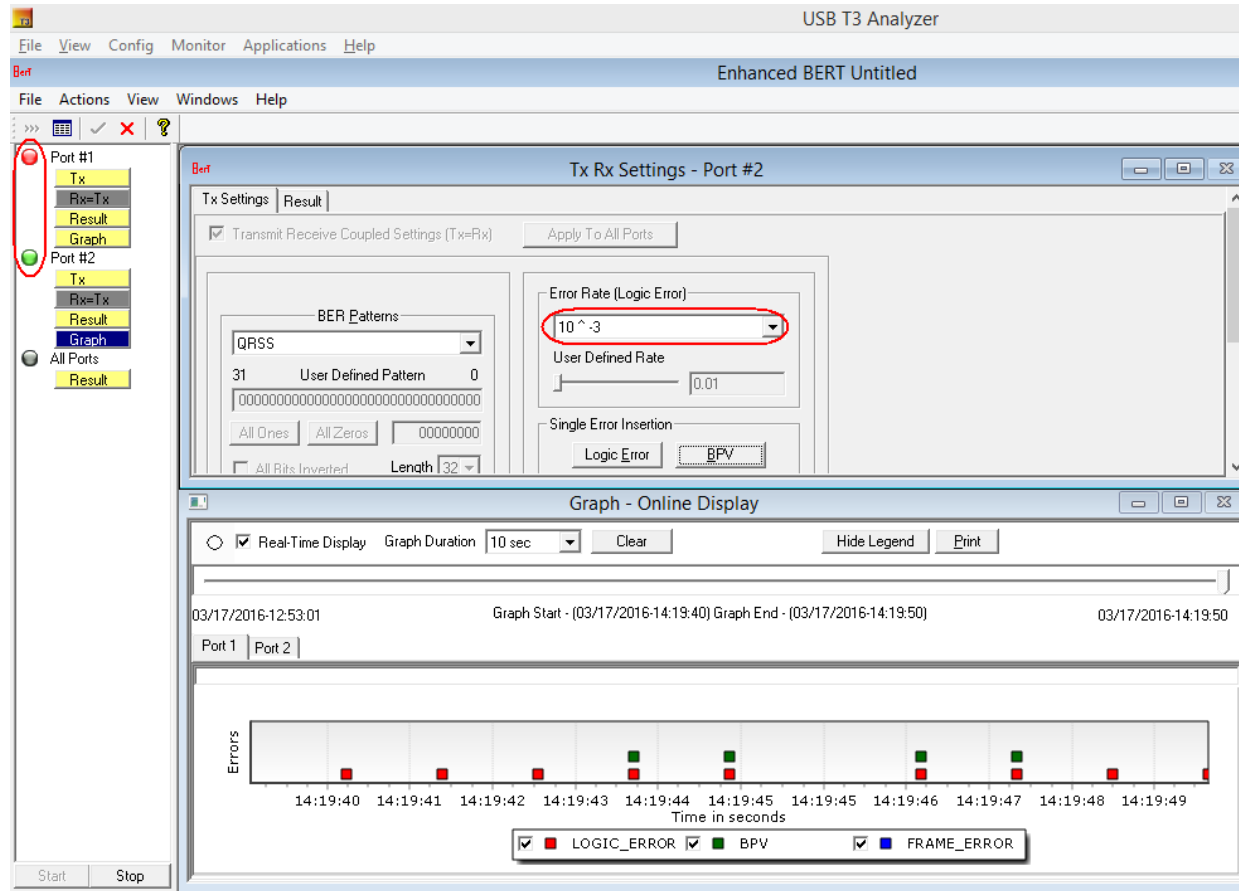 T3
USB T3 Analyzer
File View Config Monitor Applications Help
BerT
Enhanced BERT Untitled
File Actions View Windows Help
Port #1
Tx
Rx=Tx
Result
Graph
Port #2
Tx
Rx=Tx
Result
Graph
All Ports
Result
Start Stop
BerT
Tx Rx Settings - Port #2
Tx Settings Result
Transmit Receive Coupled Settings (Tx=Rx) Apply To All Ports
BER Patterns
QRSS
31 User Defined Pattern 0
00000000000000000000000000000000
All Ones All Zeros 00000000
All Bits Inverted Length 32
Error Rate (Logic Error)
10 ^ -3
User Defined Rate
0.01
Single Error Insertion
Logic Error BPV
Graph - Online Display
Real-Time Display Graph Duration 10 sec Clear Hide Legend Print
03/17/2016-12:53:01 Graph Start - (03/17/2016-14:19:40) Graph End - (03/17/2016-14:19:50) 03/17/2016-14:19:50
Port 1 Port 2
Errors
14:19:40 14:19:41 14:19:42 14:19:43 14:19:44 14:19:45 14:19:45 14:19:46 14:19:47 14:19:48 14:19:49
Time in seconds
LOGIC_ERROR BPV FRAME_ERROR